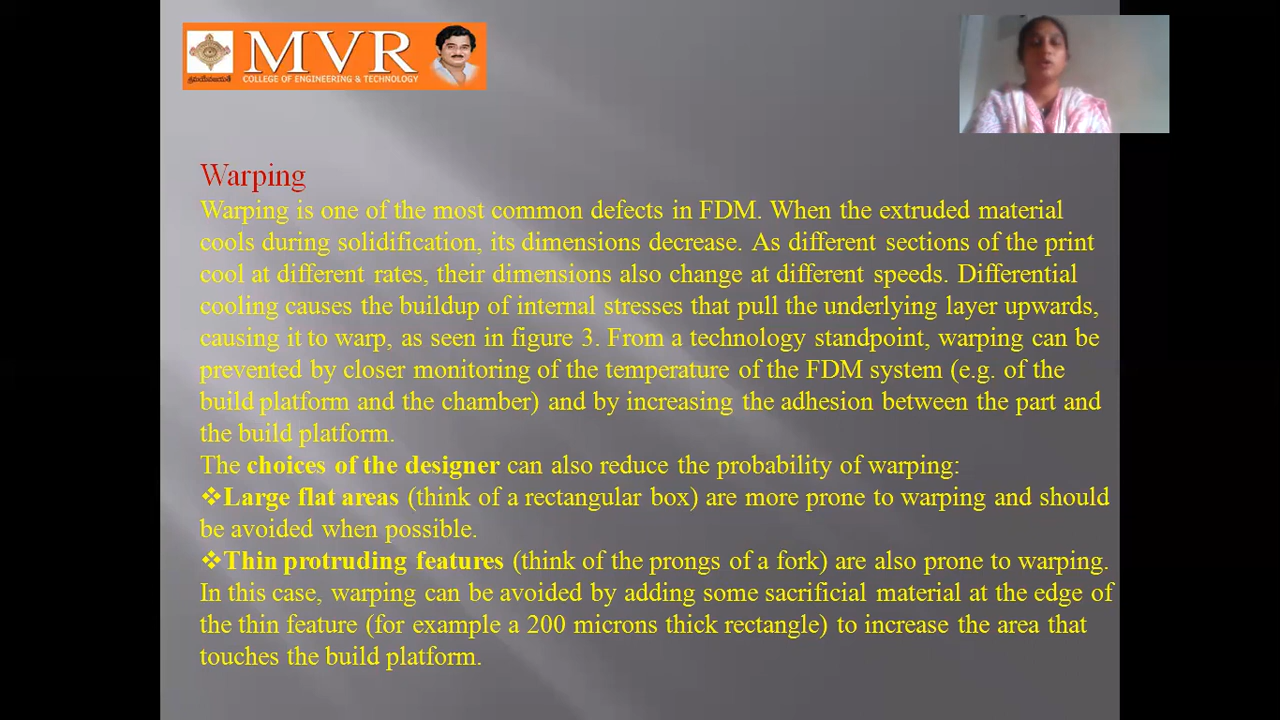 MVR
COLLEGE OF ENGINEERING & TECHNOLOGY
Warping
Warping is one of the most common defects in FDM. When the extruded material
cools during solidification, its dimensions decrease. As different sections of the print
cool at different rates, their dimensions also change at different speeds. Differential
cooling causes the buildup of internal stresses that pull the underlying layer upwards,
causing it to warp, as seen in figure 3. From a technology standpoint, warping can be
prevented by closer monitoring of the temperature of the FDM system (e.g. of the
build platform and the chamber) and by increasing the adhesion between the part and
the build platform.
The choices of the designer can also reduce the probability of warping:
❖Large flat areas (think of a rectangular box) are more prone to warping and should
be avoided when possible.
❖Thin protruding features (think of the prongs of a fork) are also prone to warping.
In this case, warping can be avoided by adding some sacrificial material at the edge of
the thin feature (for example a 200 microns thick rectangle) to increase the area that
touches the build platform.